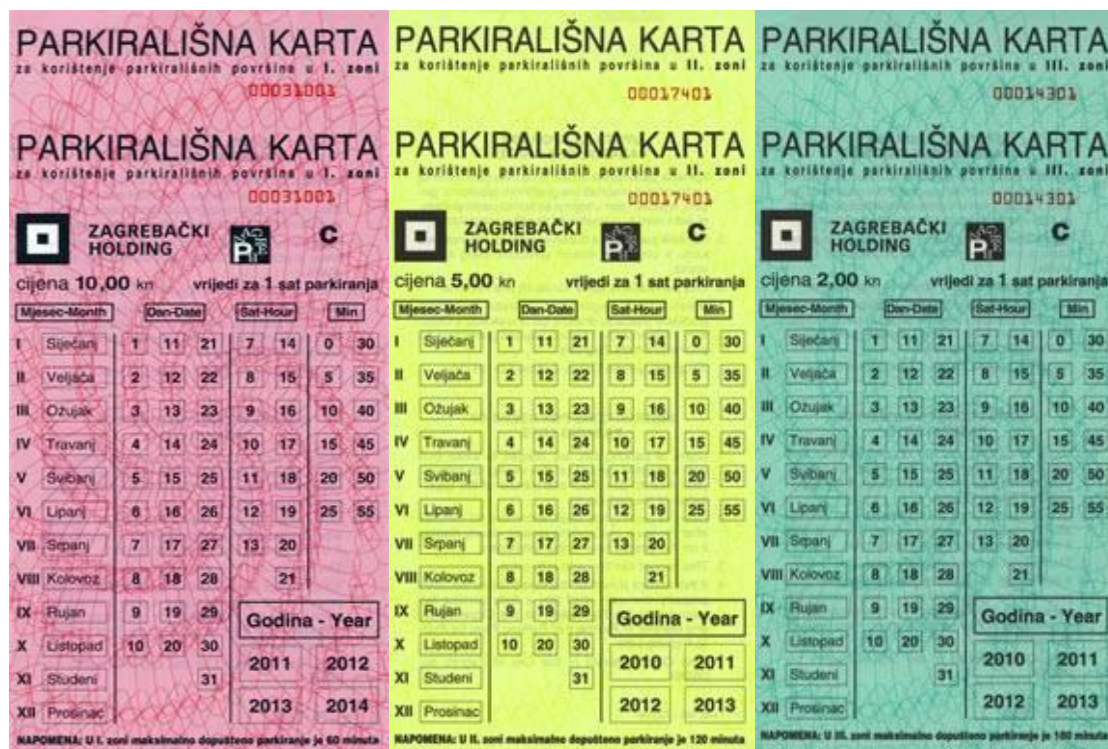 PARKIRALIŠNA KARTA
za korištenje parkirališnih površina u I. zoni
00031001
PARKIRALIŠNA KARTA
za korištenje parkirališnih površina u I. zoni
00031001
ZAGREBAČKI
HOLDING
C
cijena 10,00 kn vrijedi za 1 sat parkiranja
Mjesec-Month Dan-Date Sat-Hour Min
I Siječanj 1 11 21 7 14 0 30
II Veljača 2 12 22 8 15 5 35
III Ožujak 3 13 23 9 16 10 40
IV Travanj 4 14 24 10 17 15 45
V Svibanj 5 15 25 11 18 20 50
VI Lipanj 6 16 26 12 19 25 55
VII Srpanj 7 17 27 13 20
VIII Kolovoz 8 18 28 21
IX Rujan 9 19 29
Godina - Year
X Listopad 10 20 30
2011 2012
XI Studeni 31
2013 2014
XII Prosinac
NAPOMENA: U I. zoni maksimalno dopušteno parkiranje je 60 minuta
PARKIRALIŠNA KARTA
za korištenje parkirališnih površina u II. zoni
00017401
PARKIRALIŠNA KARTA
za korištenje parkirališnih površina u II. zoni
00017401
ZAGREBAČKI
HOLDING
C
cijena 5,00 kn vrijedi za 1 sat parkiranja
Mjesec-Month Dan-Date Sat-Hour Min
I Siječanj 1 11 21 7 14 0 30
II Veljača 2 12 22 8 15 5 35
III Ožujak 3 13 23 9 16 10 40
IV Travanj 4 14 24 10 17 15 45
V Svibanj 5 15 25 11 18 20 50
VI Lipanj 6 16 26 12 19 25 55
VII Srpanj 7 17 27 13 20
VIII Kolovoz 8 18 28 21
IX Rujan 9 19 29
Godina - Year
X Listopad 10 20 30
2010 2011
XI Studeni 31
2012 2013
XII Prosinac
NAPOMENA: U II. zoni maksimalno dopušteno parkiranje je 120 minuta
PARKIRALIŠNA KARTA
za korištenje parkirališnih površina u III. zoni
00014301
PARKIRALIŠNA KARTA
za korištenje parkirališnih površina u III. zoni
00014301
ZAGREBAČKI
HOLDING
C
cijena 2,00 kn vrijedi za 1 sat parkiranja
Mjesec-Month Dan-Date Sat-Hour Min
I Siječanj 1 11 21 7 14 0 30
II Veljača 2 12 22 8 15 5 35
III Ožujak 3 13 23 9 16 10 40
IV Travanj 4 14 24 10 17 15 45
V Svibanj 5 15 25 11 18 20 50
VI Lipanj 6 16 26 12 19 25 55
VII Srpanj 7 17 27 13 20
VIII Kolovoz 8 18 28 21
IX Rujan 9 19 29
Godina - Year
X Listopad 10 20 30
2010 2011
XI Studeni 31
2012 2013
XII Prosinac
NAPOMENA: U III. zoni maksimalno dopušteno parkiranje je 180 minuta